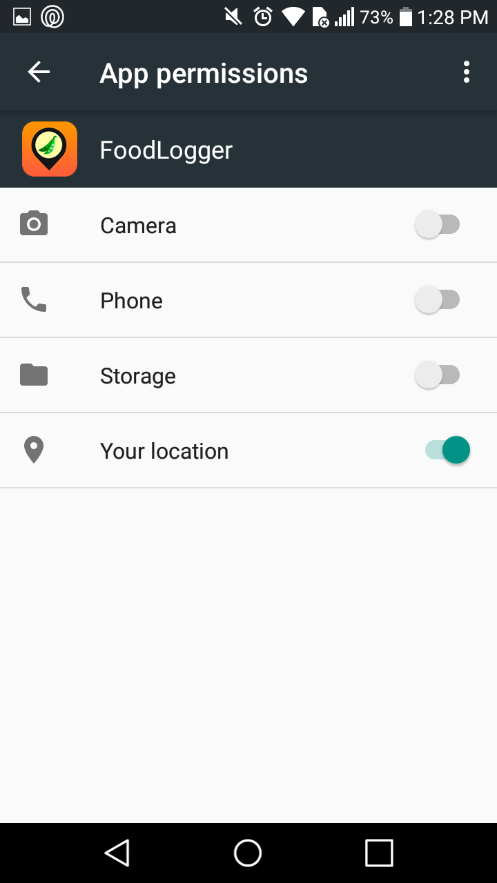 73% 1:28 PM
App permissions
FoodLogger
Camera
Phone
Storage
Your location